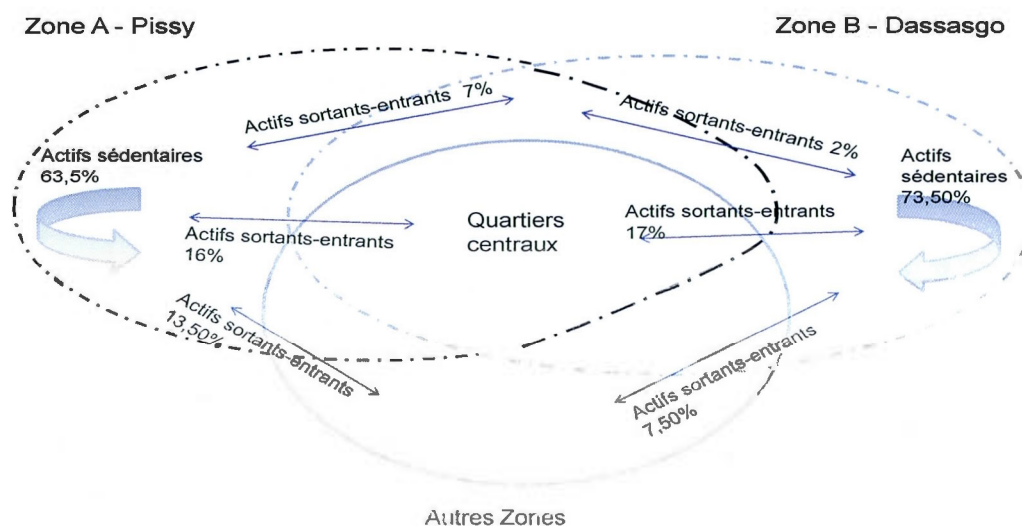 Zone A - Pissy
Zone B - Dassasgo
Actifs sortants-entrants 7%
Actifs sortants-entrants 2%
Actifs sédentaires
63,5%
Actifs
sédentaires
73,50%
Quartiers
centraux
Actifs sortants-entrants
16%
Actifs sortants-entrants
17%
Actifs sortants-entrants
13,50%
Actifs sortants-entrants
7,50%
Autres Zones